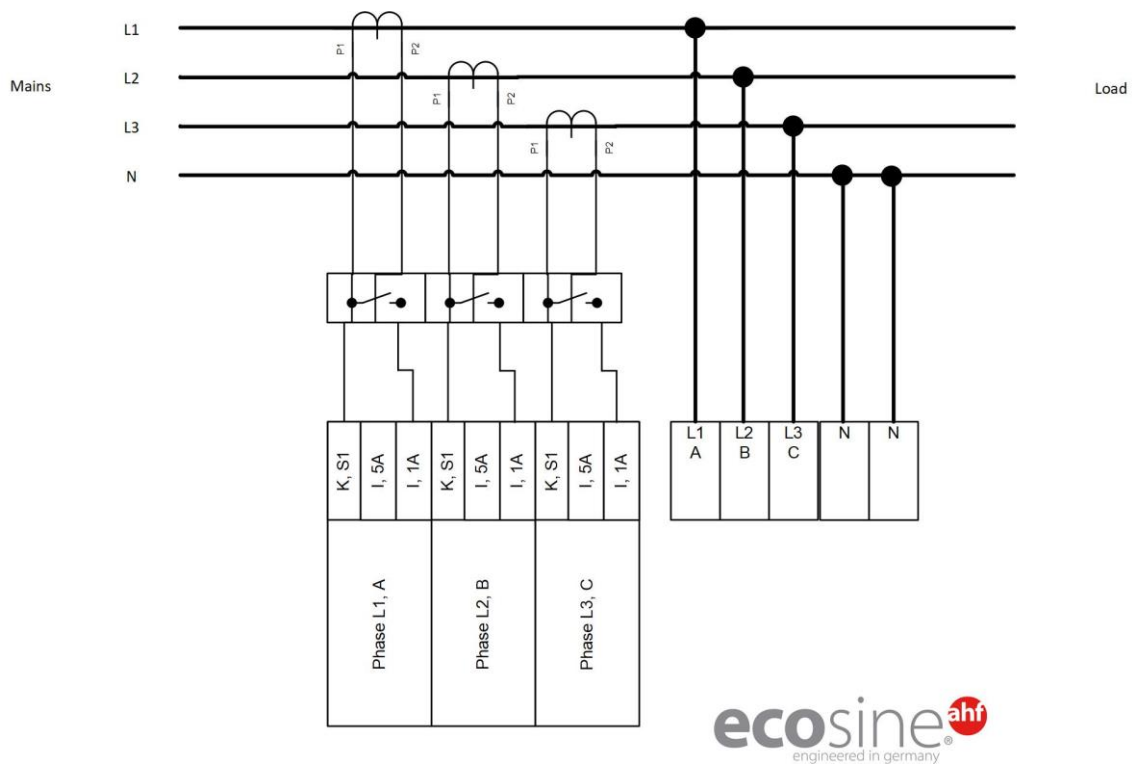 L1
P1
P2
L2
Mains
P1
P2
Load
L3
P1
P2
N
K, S1
I, 5A
I, 1A
K, S1
I, 5A
I, 1A
K, S1
I, 5A
I, 1A
L1
A
L2
B
L3
C
N
N
Phase L1, A
Phase L2, B
Phase L3, C
ecosine ahf ®
engineered in germany